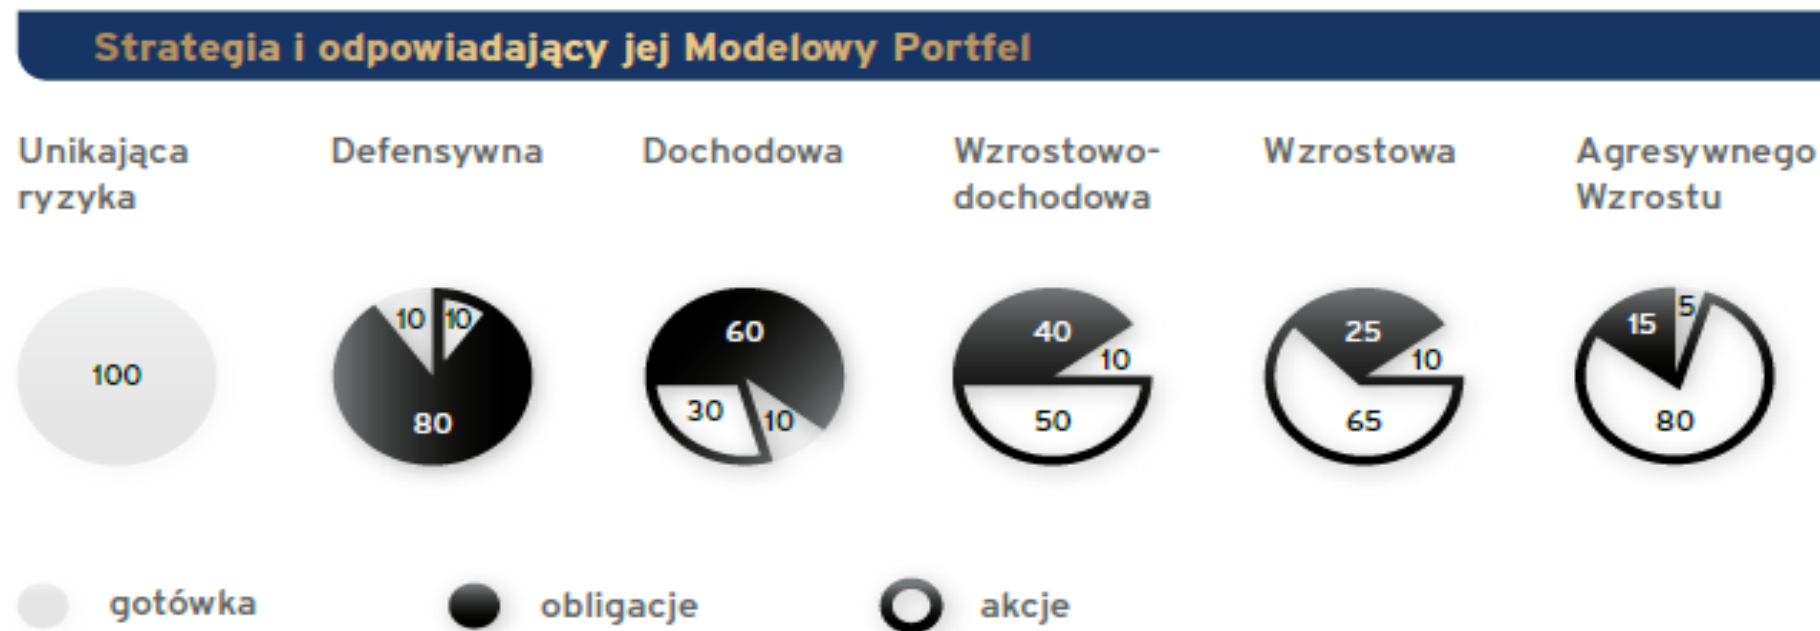 Strategia i odpowiadający jej Modelowy Portfel
Unikająca
ryzyka
Defensywna
Dochodowa
Wzrostowo-
dochodowa
Wzrostowa
Agresywnego
Wzrostu
100
10
10
80
60
30
10
40
10
50
25
10
65
15
5
80
gotówka
obligacje
akcje